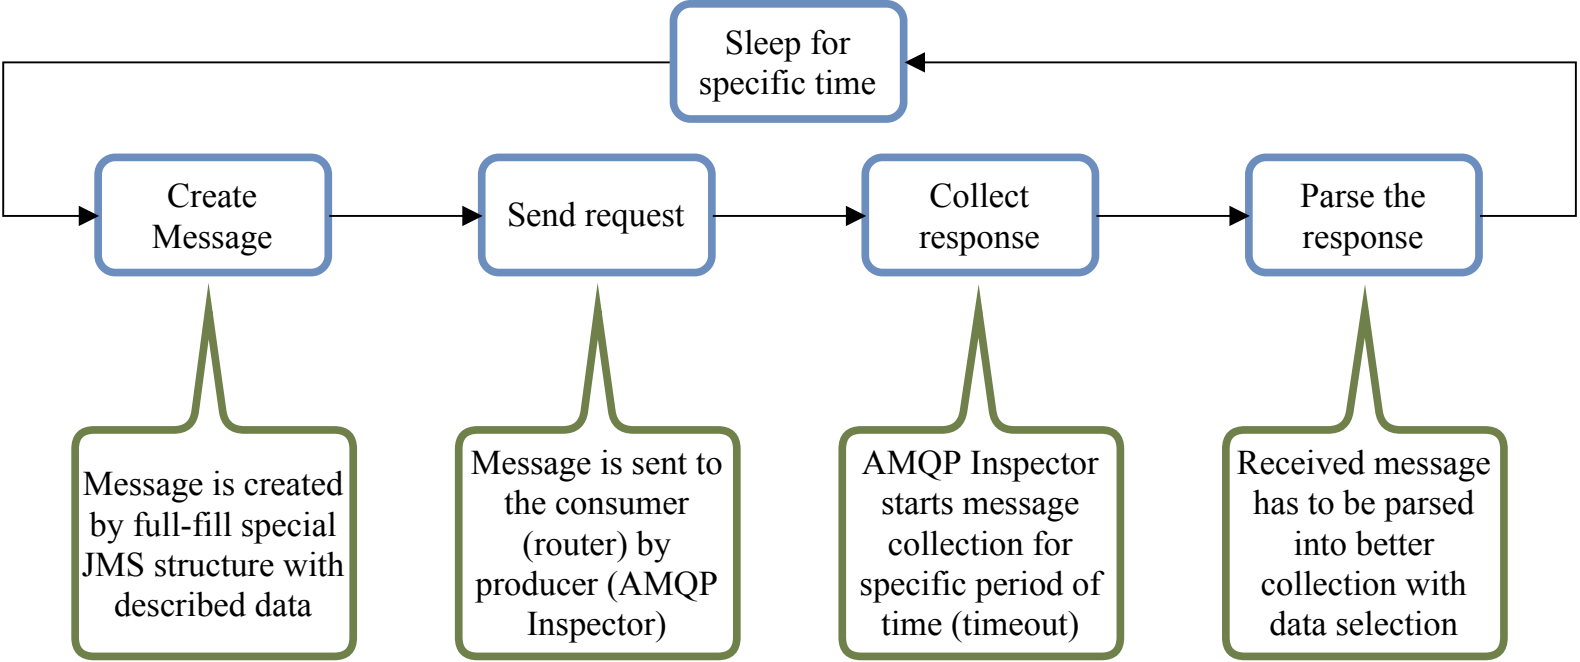 Sleep for
specific time
Create
Message
Send request
Collect
response
Parse the
response
Message is created
by full-fill special
JMS structure with
described data
Message is sent to
the consumer
(router) by
producer (AMQP
Inspector)
AMQP Inspector
starts message
collection for
specific period of
time (timeout)
Received message
has to be parsed
into better
collection with
data selection